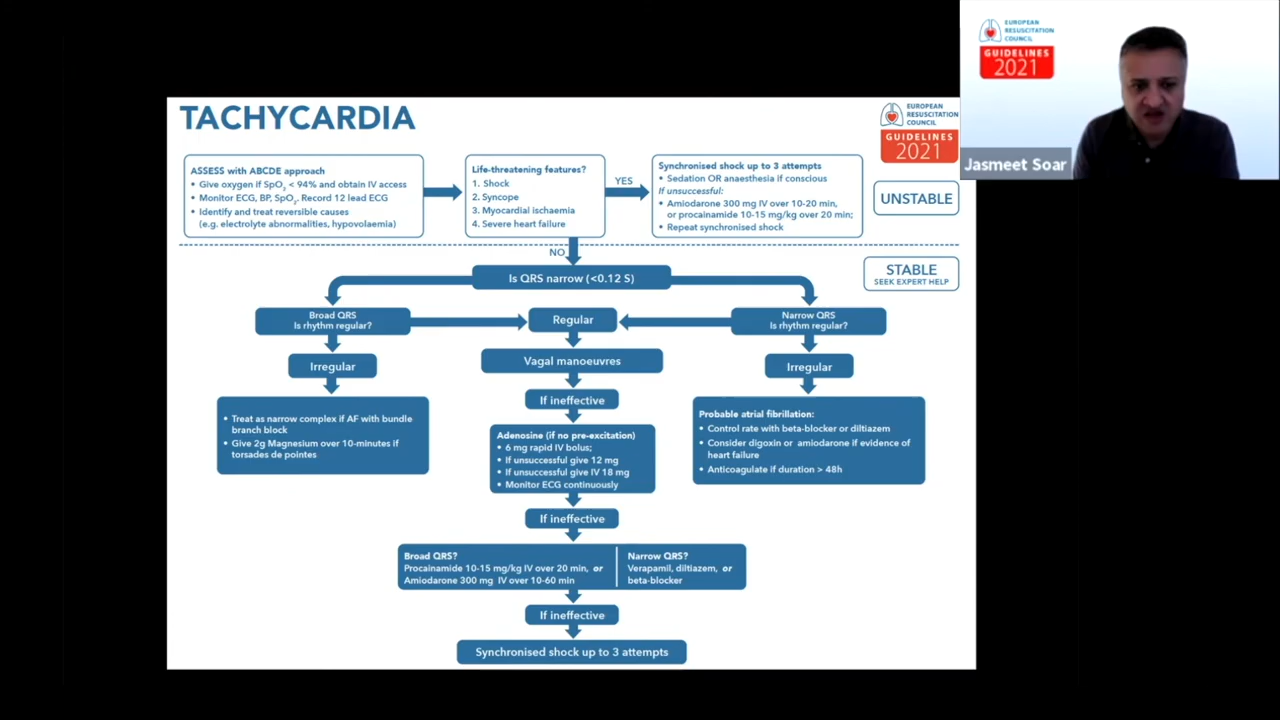 EUROPEAN
RESUSCITATION
COUNCIL
GUIDELINES
2021
Jasmeet Soar
TACHYCARDIA
EUROPEAN
RESUSCITATION
COUNCIL
GUIDELINES
2021
ASSESS with ABCDE approach
• Give oxygen if SpO₂ < 94% and obtain IV access
• Monitor ECG, BP, SpO₂. Record 12 lead ECG
• Identify and treat reversible causes
(e.g. electrolyte abnormalities, hypovolaemia)
Life-threatening features?
1. Shock
2. Syncope
3. Myocardial ischaemia
4. Severe heart failure
YES
Synchronised shock up to 3 attempts
• Sedation OR anaesthesia if conscious
If unsuccessful:
• Amiodarone 300 mg IV over 10-20 min,
or procainamide 10-15 mg/kg over 20 min;
• Repeat synchronised shock
UNSTABLE
NO
STABLE
SEEK EXPERT HELP
Is QRS narrow (<0.12 S)
Broad QRS
Is rhythm regular?
Regular
Narrow QRS
Is rhythm regular?
Irregular
Vagal manoeuvres
Irregular
If ineffective
• Treat as narrow complex if AF with bundle
branch block
• Give 2g Magnesium over 10-minutes if
torsades de pointes
Adenosine (if no pre-excitation)
• 6 mg rapid IV bolus;
• If unsuccessful give 12 mg
• If unsuccessful give IV 18 mg
• Monitor ECG continuously
Probable atrial fibrillation:
• Control rate with beta-blocker or diltiazem
• Consider digoxin or amiodarone if evidence of
heart failure
• Anticoagulate if duration > 48h
If ineffective
Broad QRS?
Procainamide 10-15 mg/kg IV over 20 min, or
Amiodarone 300 mg IV over 10-60 min
Narrow QRS?
Verapamil, diltiazem, or
beta-blocker
If ineffective
Synchronised shock up to 3 attempts